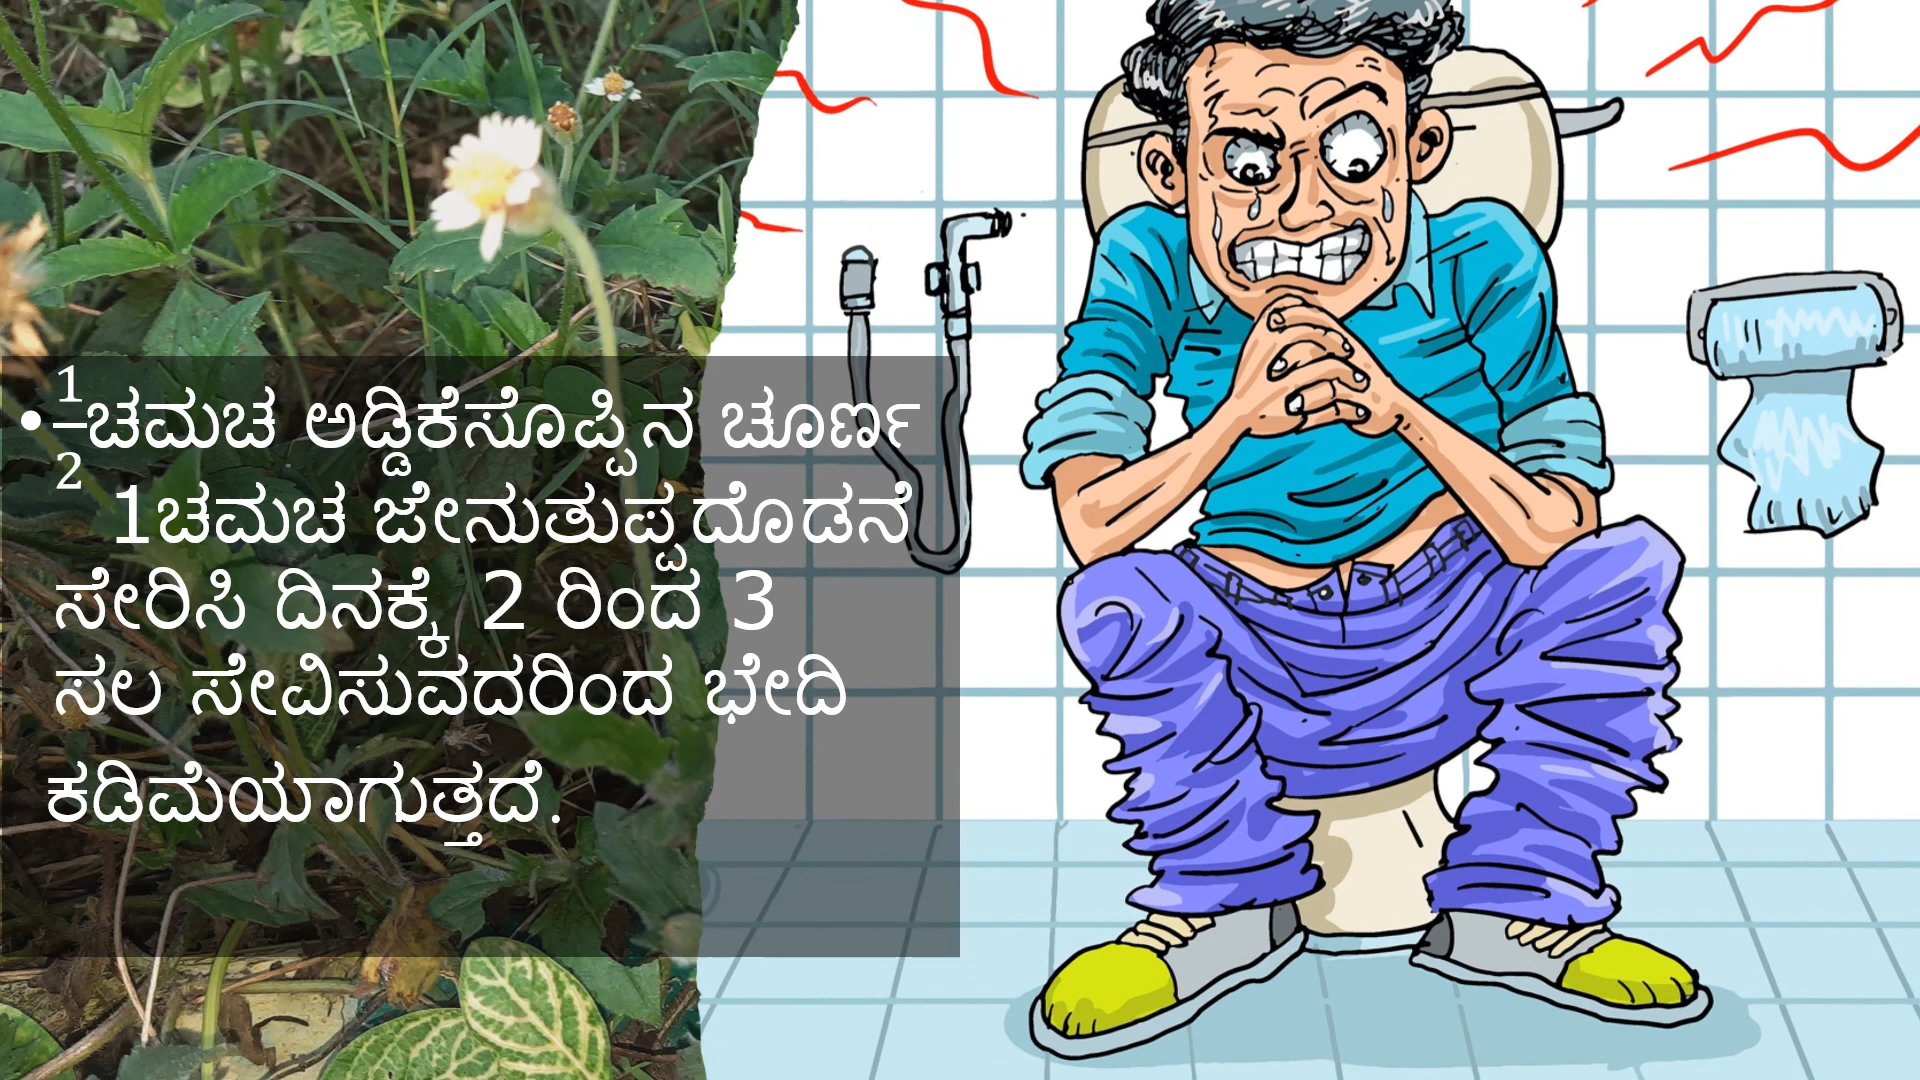 • ½ಚಮಚ ಅಡ್ಡಿಕೆಸೊಪ್ಪಿನ ಚೂರ್ಣ
1ಚಮಚ ಜೇನುತುಪ್ಪದೊಡನೆ
ಸೇರಿಸಿ ದಿನಕ್ಕೆ 2 ರಿಂದ 3
ಸಲ ಸೇವಿಸುವದರಿಂದ ಭೇದಿ
ಕಡಿಮೆಯಾಗುತ್ತದೆ.